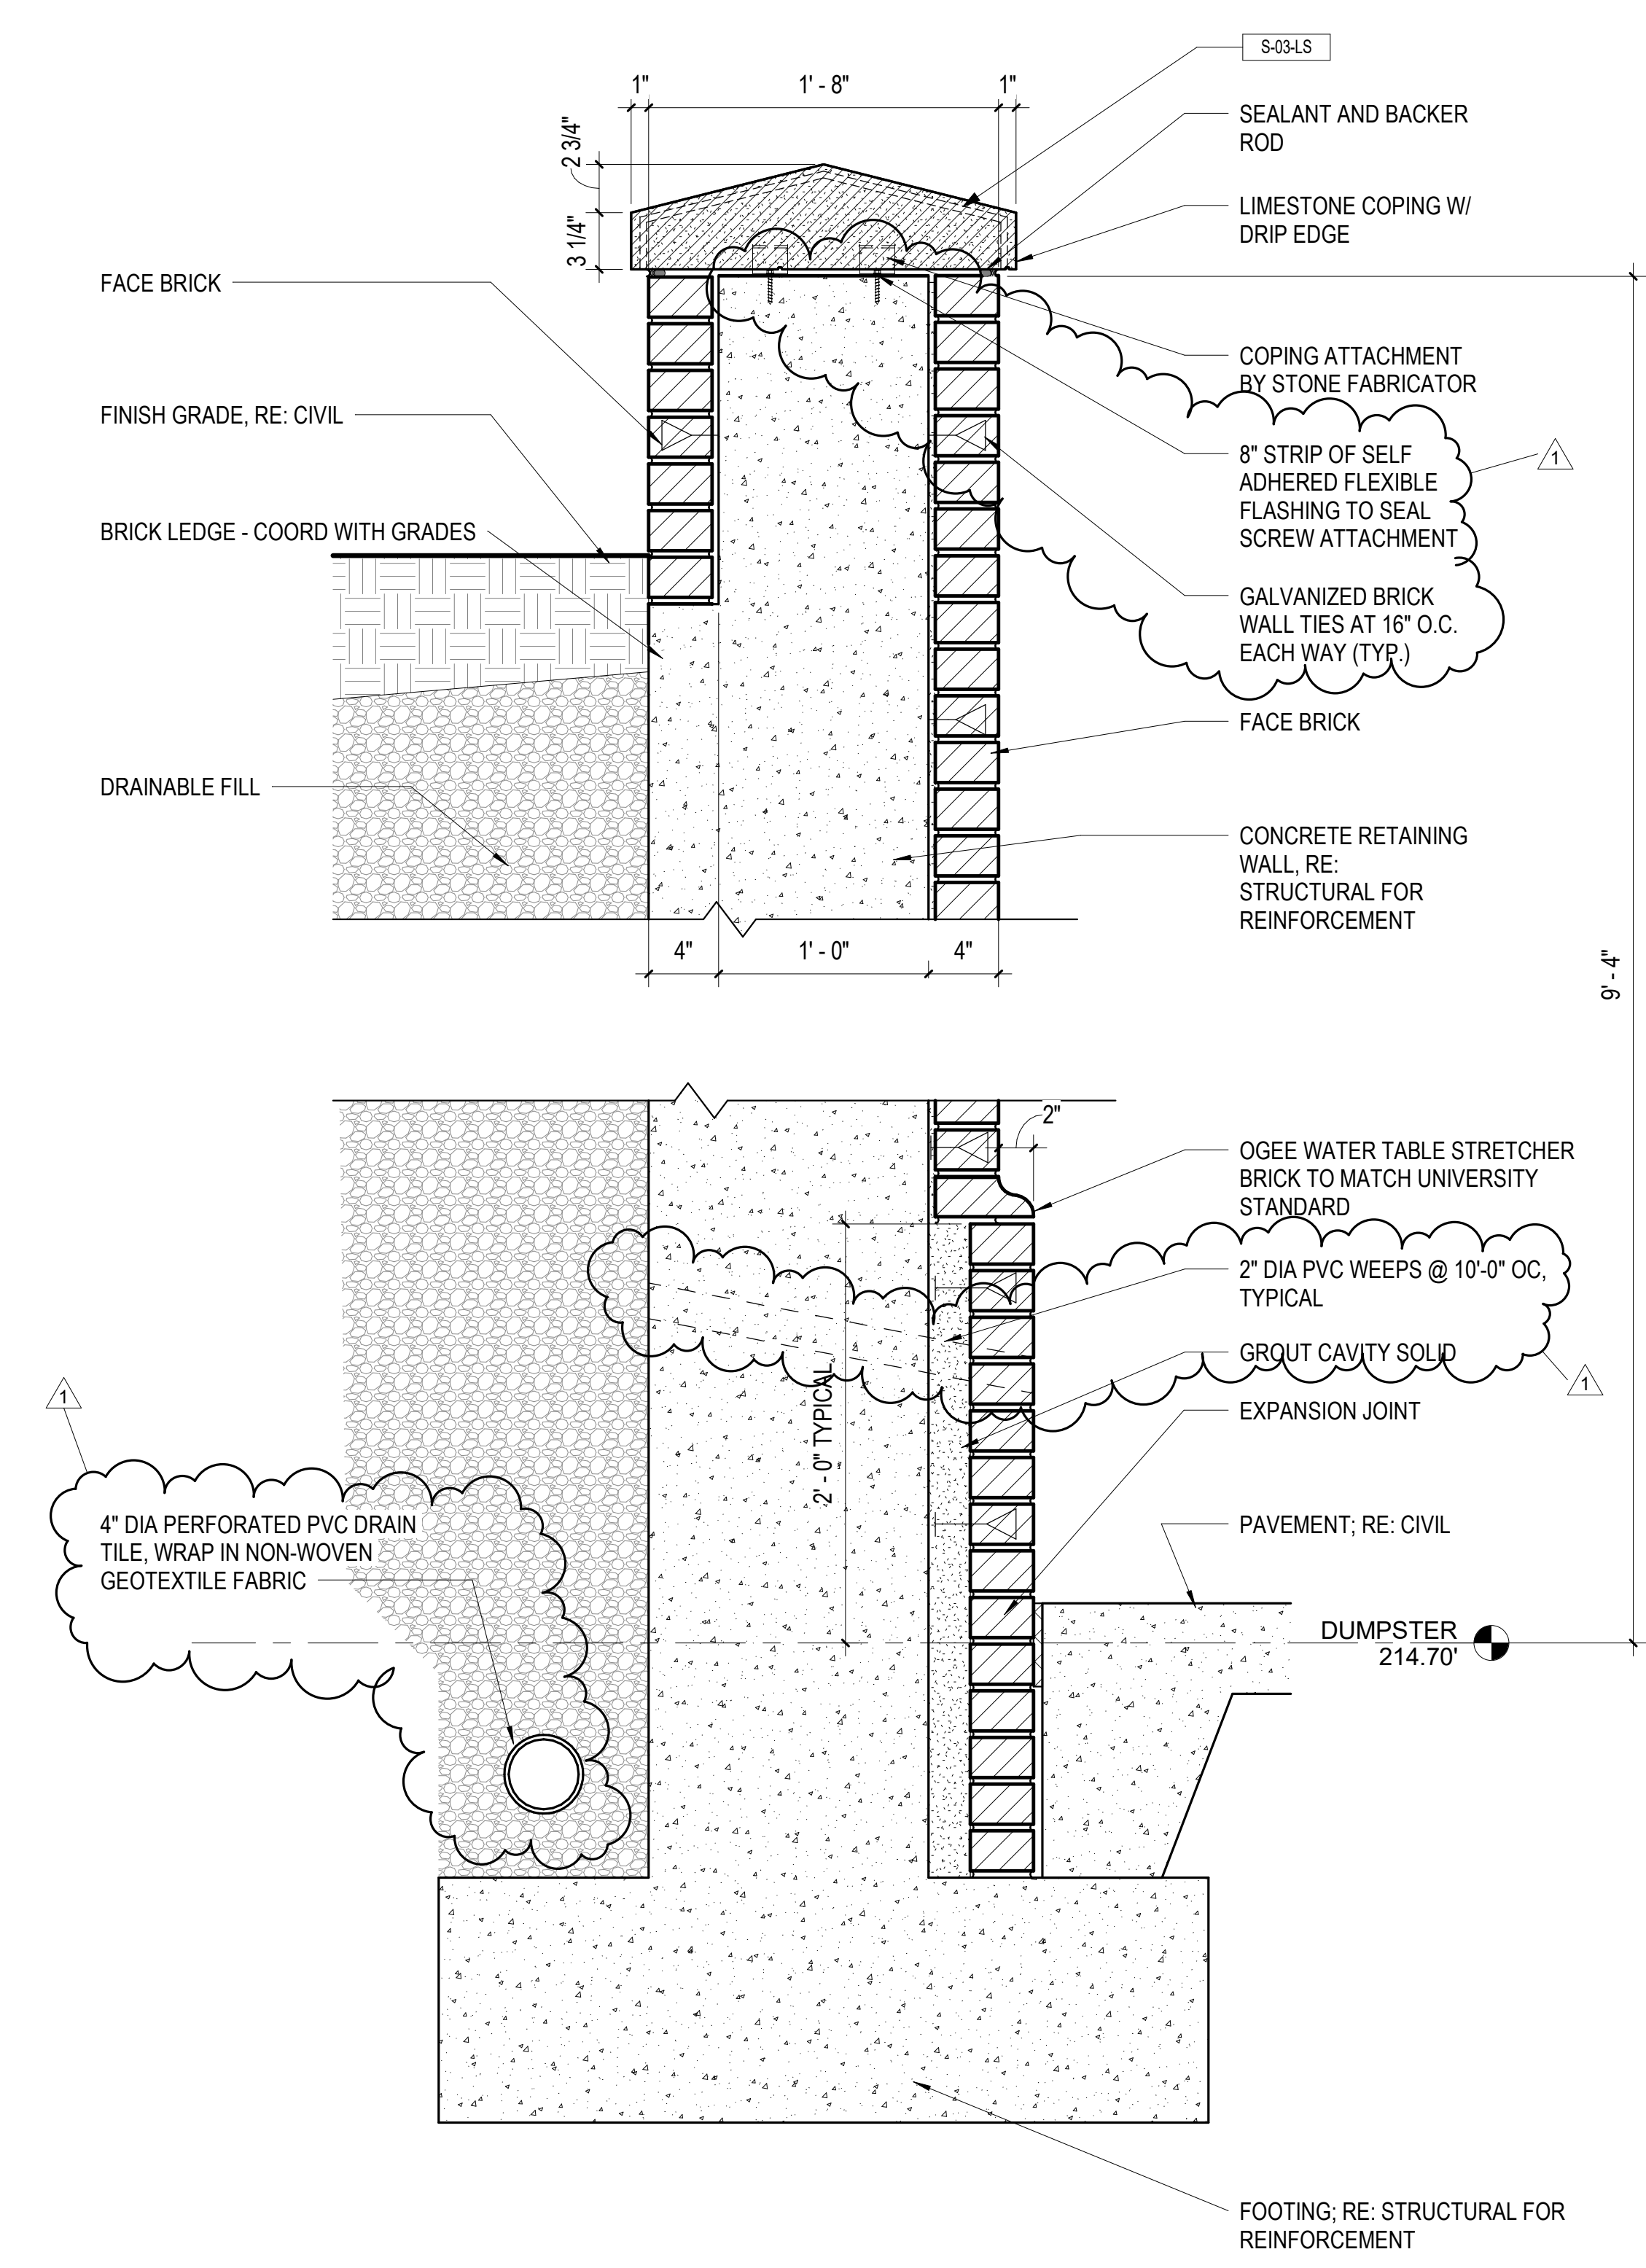 S-03-LS
1"
1' - 8"
1"
SEALANT AND BACKER
ROD
2 3/4"
3 1/4"
LIMESTONE COPING W/
DRIP EDGE
FACE BRICK
COPING ATTACHMENT
BY STONE FABRICATOR
FINISH GRADE, RE: CIVIL
8" STRIP OF SELF
ADHERED FLEXIBLE
FLASHING TO SEAL
SCREW ATTACHMENT
1
BRICK LEDGE - COORD WITH GRADES
GALVANIZED BRICK
WALL TIES AT 16" O.C.
EACH WAY (TYP.)
FACE BRICK
DRAINABLE FILL
CONCRETE RETAINING
WALL, RE:
STRUCTURAL FOR
REINFORCEMENT
4"
1' - 0"
4"
9' - 4"
2"
OGEE WATER TABLE STRETCHER
BRICK TO MATCH UNIVERSITY
STANDARD
2" DIA PVC WEEPS @ 10'-0" OC,
TYPICAL
GROUT CAVITY SOLID
1
2' - 0" TYPICAL
EXPANSION JOINT
1
4" DIA PERFORATED PVC DRAIN
TILE, WRAP IN NON-WOVEN
GEOTEXTILE FABRIC
PAVEMENT; RE: CIVIL
DUMPSTER
214.70'
FOOTING; RE: STRUCTURAL FOR
REINFORCEMENT